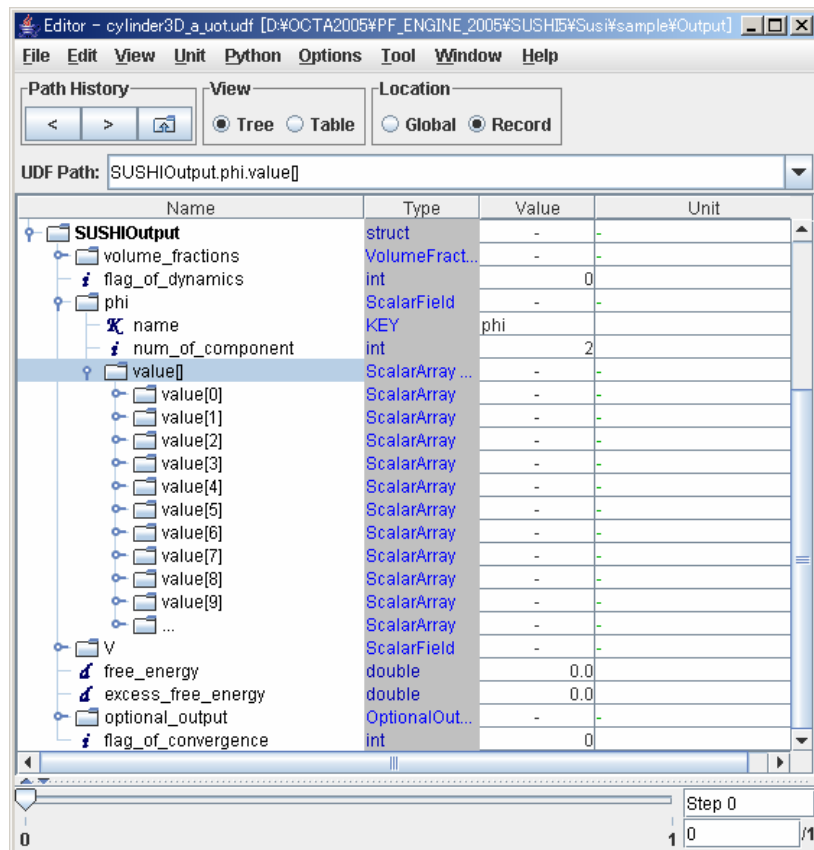 Editor - cylinder3D_a_uot.udf [D:¥OCTA2005¥PF_ENGINE_2005¥SUSHI5¥Susi¥sample¥Output]
File Edit View Unit Python Options Tool Window Help
Path History View Location
< > Tree Table Global Record
UDF Path: SUSHIOutput.phi.value[]
Name Type Value Unit
SUSHIOutput struct - -
volume_fractions VolumeFract... - -
i flag_of_dynamics int 0
phi ScalarField - -
K name KEY phi
i num_of_component int 2
value[] ScalarArray ... - -
value[0] ScalarArray - -
value[1] ScalarArray - -
value[2] ScalarArray - -
value[3] ScalarArray - -
value[4] ScalarArray - -
value[5] ScalarArray - -
value[6] ScalarArray - -
value[7] ScalarArray - -
value[8] ScalarArray - -
value[9] ScalarArray - -
... ScalarArray - -
V ScalarField - -
d free_energy double 0.0
d excess_free_energy double 0.0
optional_output OptionalOut... - -
i flag_of_convergence int 0
Step 0
0 1 0 /1